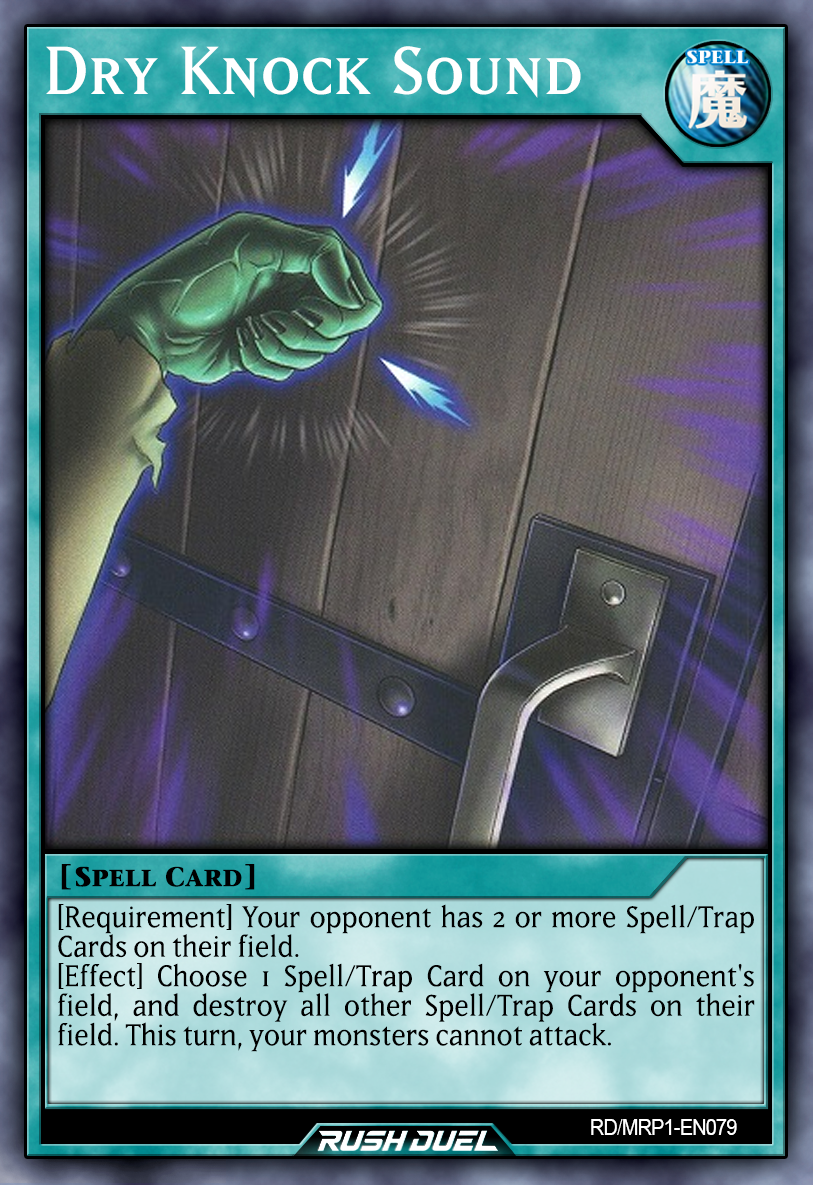 Dry Knock Sound
SPELL
魔
[Spell Card]
[Requirement] Your opponent has 2 or more Spell/Trap
Cards on their field.
[Effect] Choose 1 Spell/Trap Card on your opponent's
field, and destroy all other Spell/Trap Cards on their
field. This turn, your monsters cannot attack.
RD/MRP1-EN079
RUSH DUEL